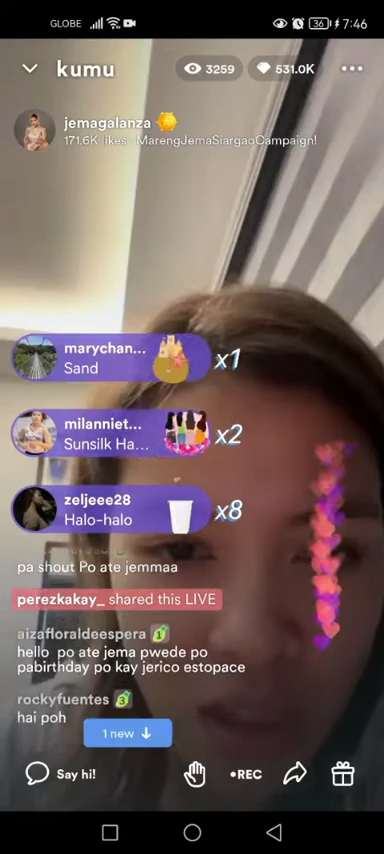 GLOBE 36 7:46
kumu 3259 531.0K
jemagalanza
171.6K likes MarengJemaSiargaoCampaign!
marychan...
Sand
x1
milanniet...
Sunsilk Ha...
x2
zeljeee28
Halo-halo
x8
pa shout Po ate jemmaa
perezkakay_ shared this LIVE
aizafloraldeespera 1
hello po ate jema pwede po
pabirthday po kay jerico estopace
rockyfuentes 3
hai poh
1 new
Say hi! •REC